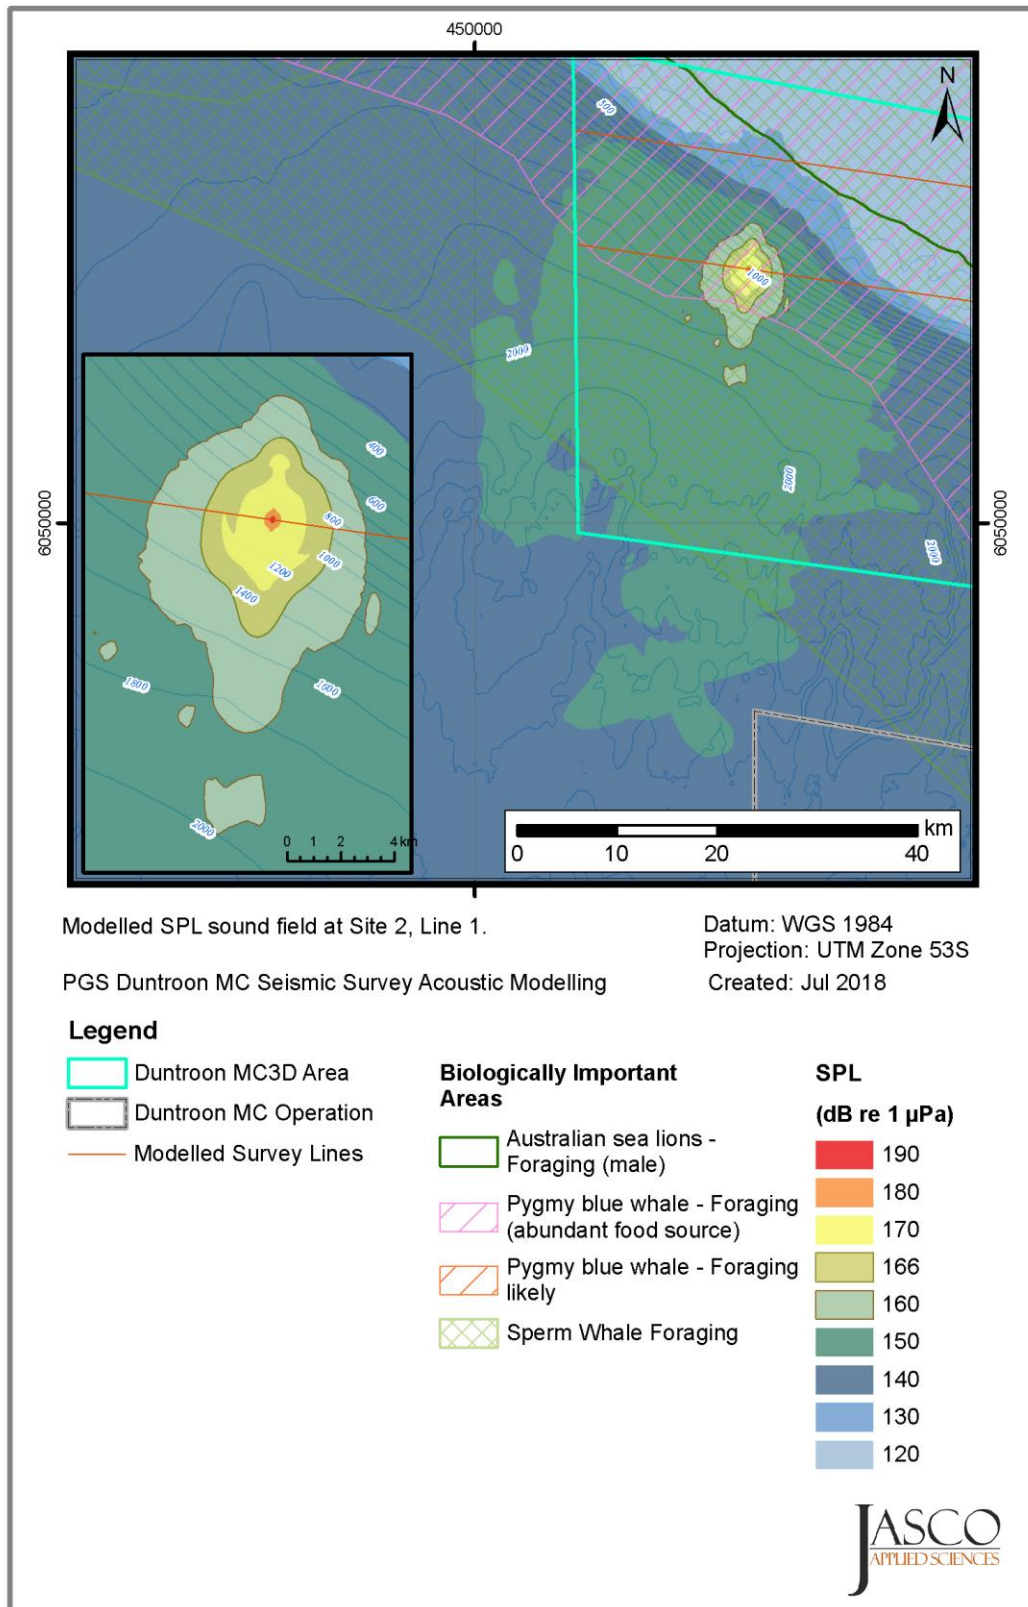 450000
N
500
1000
2000
2000
2000
6050000
6050000
400
600
800
1000
1200
1400
1600
1800
2000
0 1 2 4 km
km
0 10 20 40
Modelled SPL sound field at Site 2, Line 1.
Datum: WGS 1984
Projection: UTM Zone 53S
PGS Duntroon MC Seismic Survey Acoustic Modelling
Created: Jul 2018
Legend
Duntroon MC3D Area
Duntroon MC Operation
Modelled Survey Lines
Biologically Important
Areas
Australian sea lions -
Foraging (male)
Pygmy blue whale - Foraging
(abundant food source)
Pygmy blue whale - Foraging
likely
Sperm Whale Foraging
SPL
(dB re 1 µPa)
190
180
170
166
160
150
140
130
120
JASCO
APPLIED SCIENCES